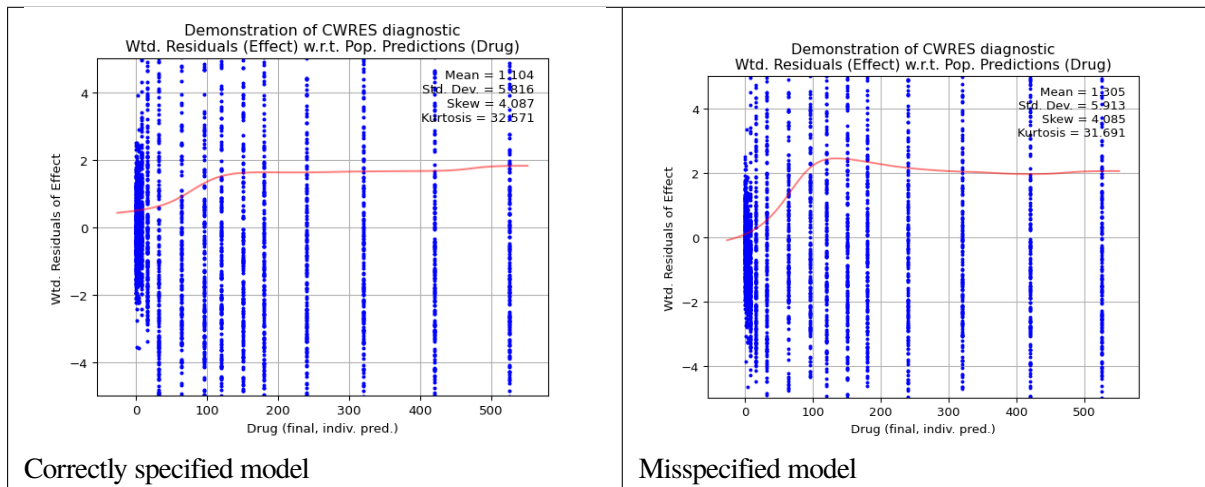 Demonstration of CWRES diagnostic
Wtd. Residuals (Effect) w.r.t. Pop. Predictions (Drug)
Mean = 1.104
Std. Dev. = 5.816
Skew = 4.087
Kurtosis = 32.571
4
2
0
−2
−4
Wtd. Residuals of Effect
0 100 200 300 400 500
Drug (final, indiv. pred.)
Correctly specified model
Demonstration of CWRES diagnostic
Wtd. Residuals (Effect) w.r.t. Pop. Predictions (Drug)
Mean = 1.305
Std. Dev. = 5.913
Skew = 4.085
Kurtosis = 31.691
4
2
0
−2
−4
Wtd. Residuals of Effect
0 100 200 300 400 500
Drug (final, indiv. pred.)
Misspecified model